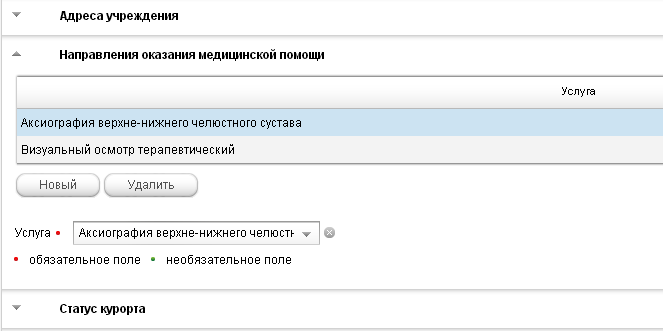 Адреса учреждения
Направления оказания медицинской помощи
Услуга
Аксиография верхне-нижнего челюстного сустава
Визуальный осмотр терапевтический
Новый Удалить
Услуга • Аксиография верхне-нижнего челюстн
• обязательное поле • необязательное поле
Статус курорта